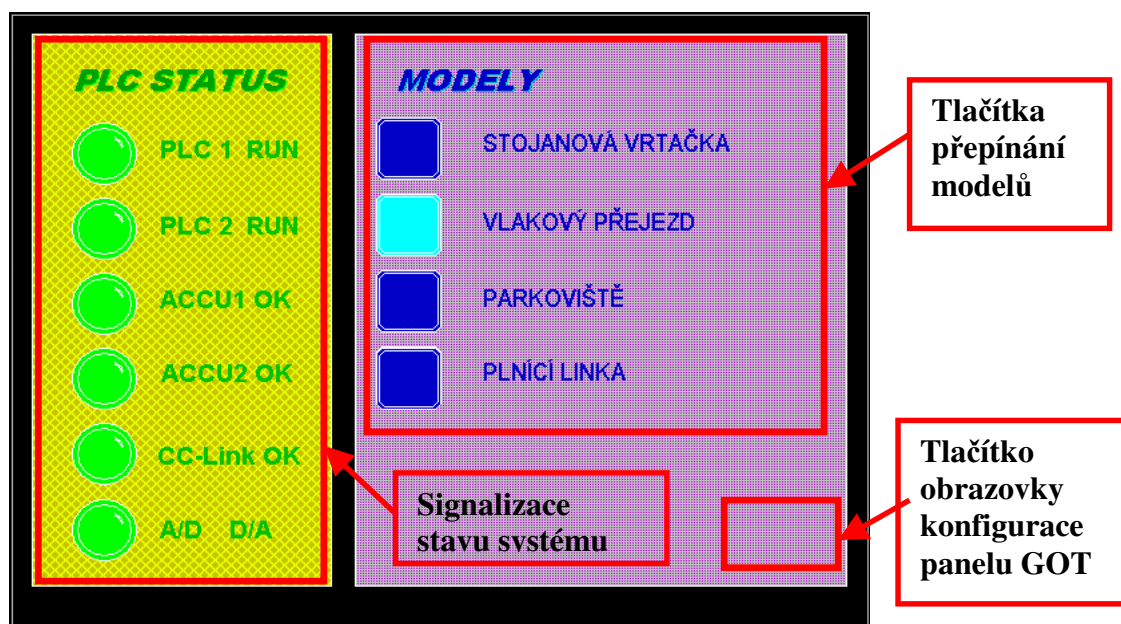 PLC STATUS
PLC 1 RUN
PLC 2 RUN
ACCU1 OK
ACCU2 OK
CC-Link OK
A/D D/A
MODELY
STOJANOVÁ VRTAČKA
VLAKOVÝ PŘEJEZD
PARKOVIŠTĚ
PLNÍCÍ LINKA
Signalizace
stavu systému
Tlačítka
přepínání
modelů
Tlačítko
obrazovky
konfigurace
panelu GOT